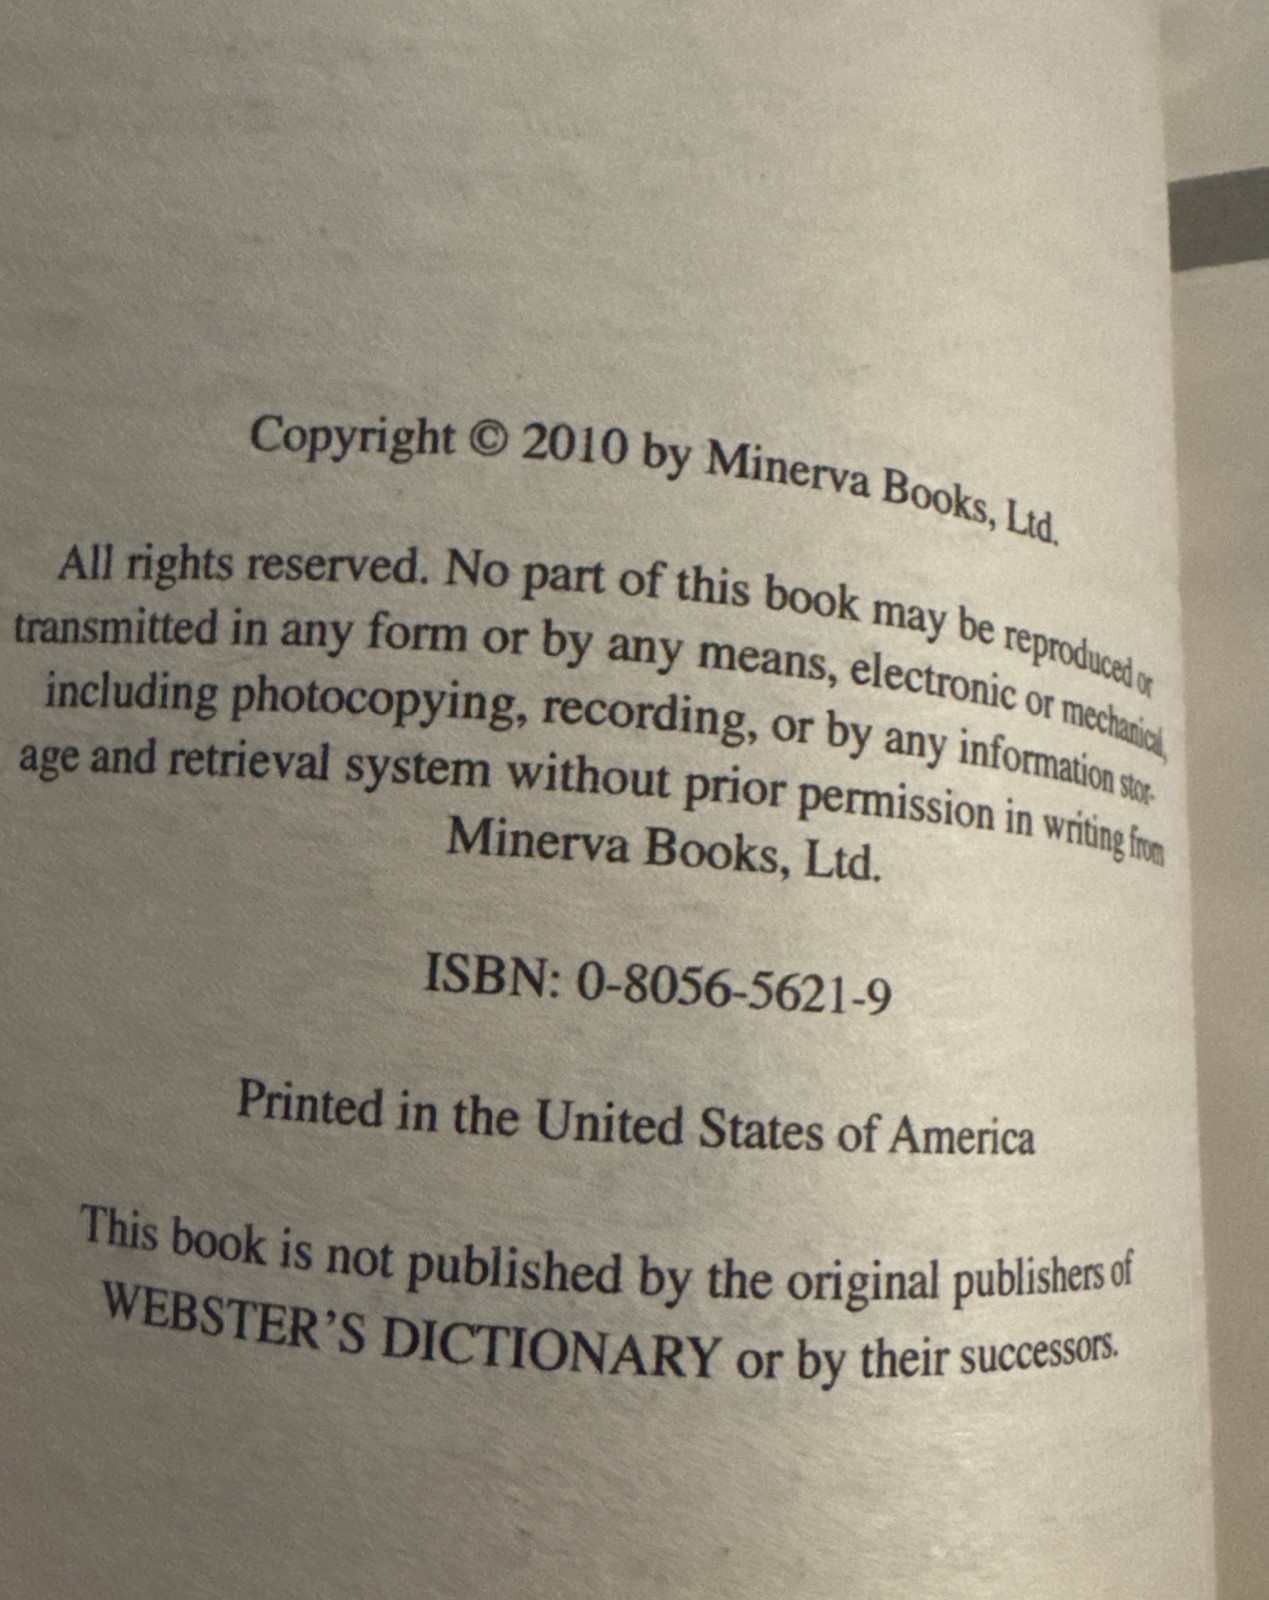 Copyright © 2010 by Minerva Books, Ltd.
All rights reserved. No part of this book may be reproduced or
transmitted in any form or by any means, electronic or mechanical,
including photocopying, recording, or by any information stor-
age and retrieval system without prior permission in writing from
Minerva Books, Ltd.
ISBN: 0-8056-5621-9
Printed in the United States of America
This book is not published by the original publishers of
WEBSTER'S DICTIONARY or by their successors.